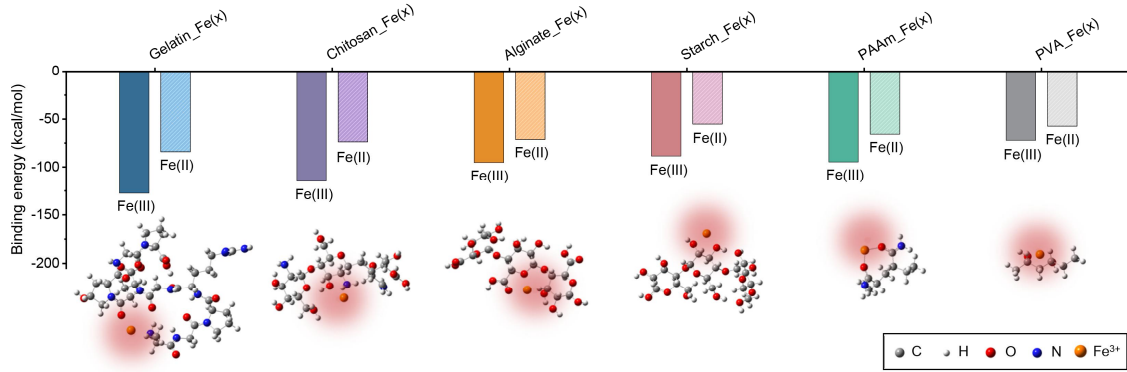 Gelatin_Fe(x)
Chitosan_Fe(x)
Alginate_Fe(x)
Starch_Fe(x)
PAAm_Fe(x)
PVA_Fe(x)
Binding energy (kcal/mol)
0
-50
-100
-150
-200
Fe(III)
Fe(II)
Fe(III)
Fe(II)
Fe(III)
Fe(II)
Fe(III)
Fe(II)
Fe(III)
Fe(II)
Fe(III)
Fe(II)
C H O N Fe³⁺